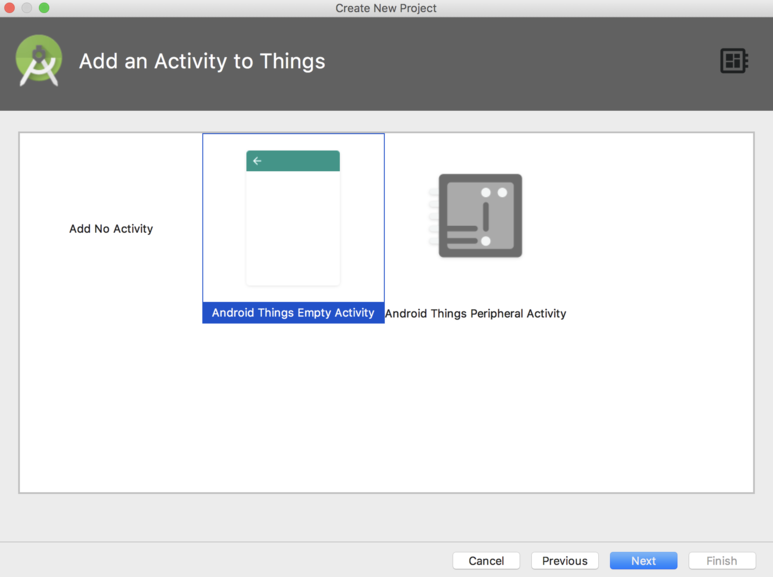 Create New Project
Add an Activity to Things
Add No Activity
Android Things Empty Activity
Android Things Peripheral Activity
Cancel
Previous
Next
Finish